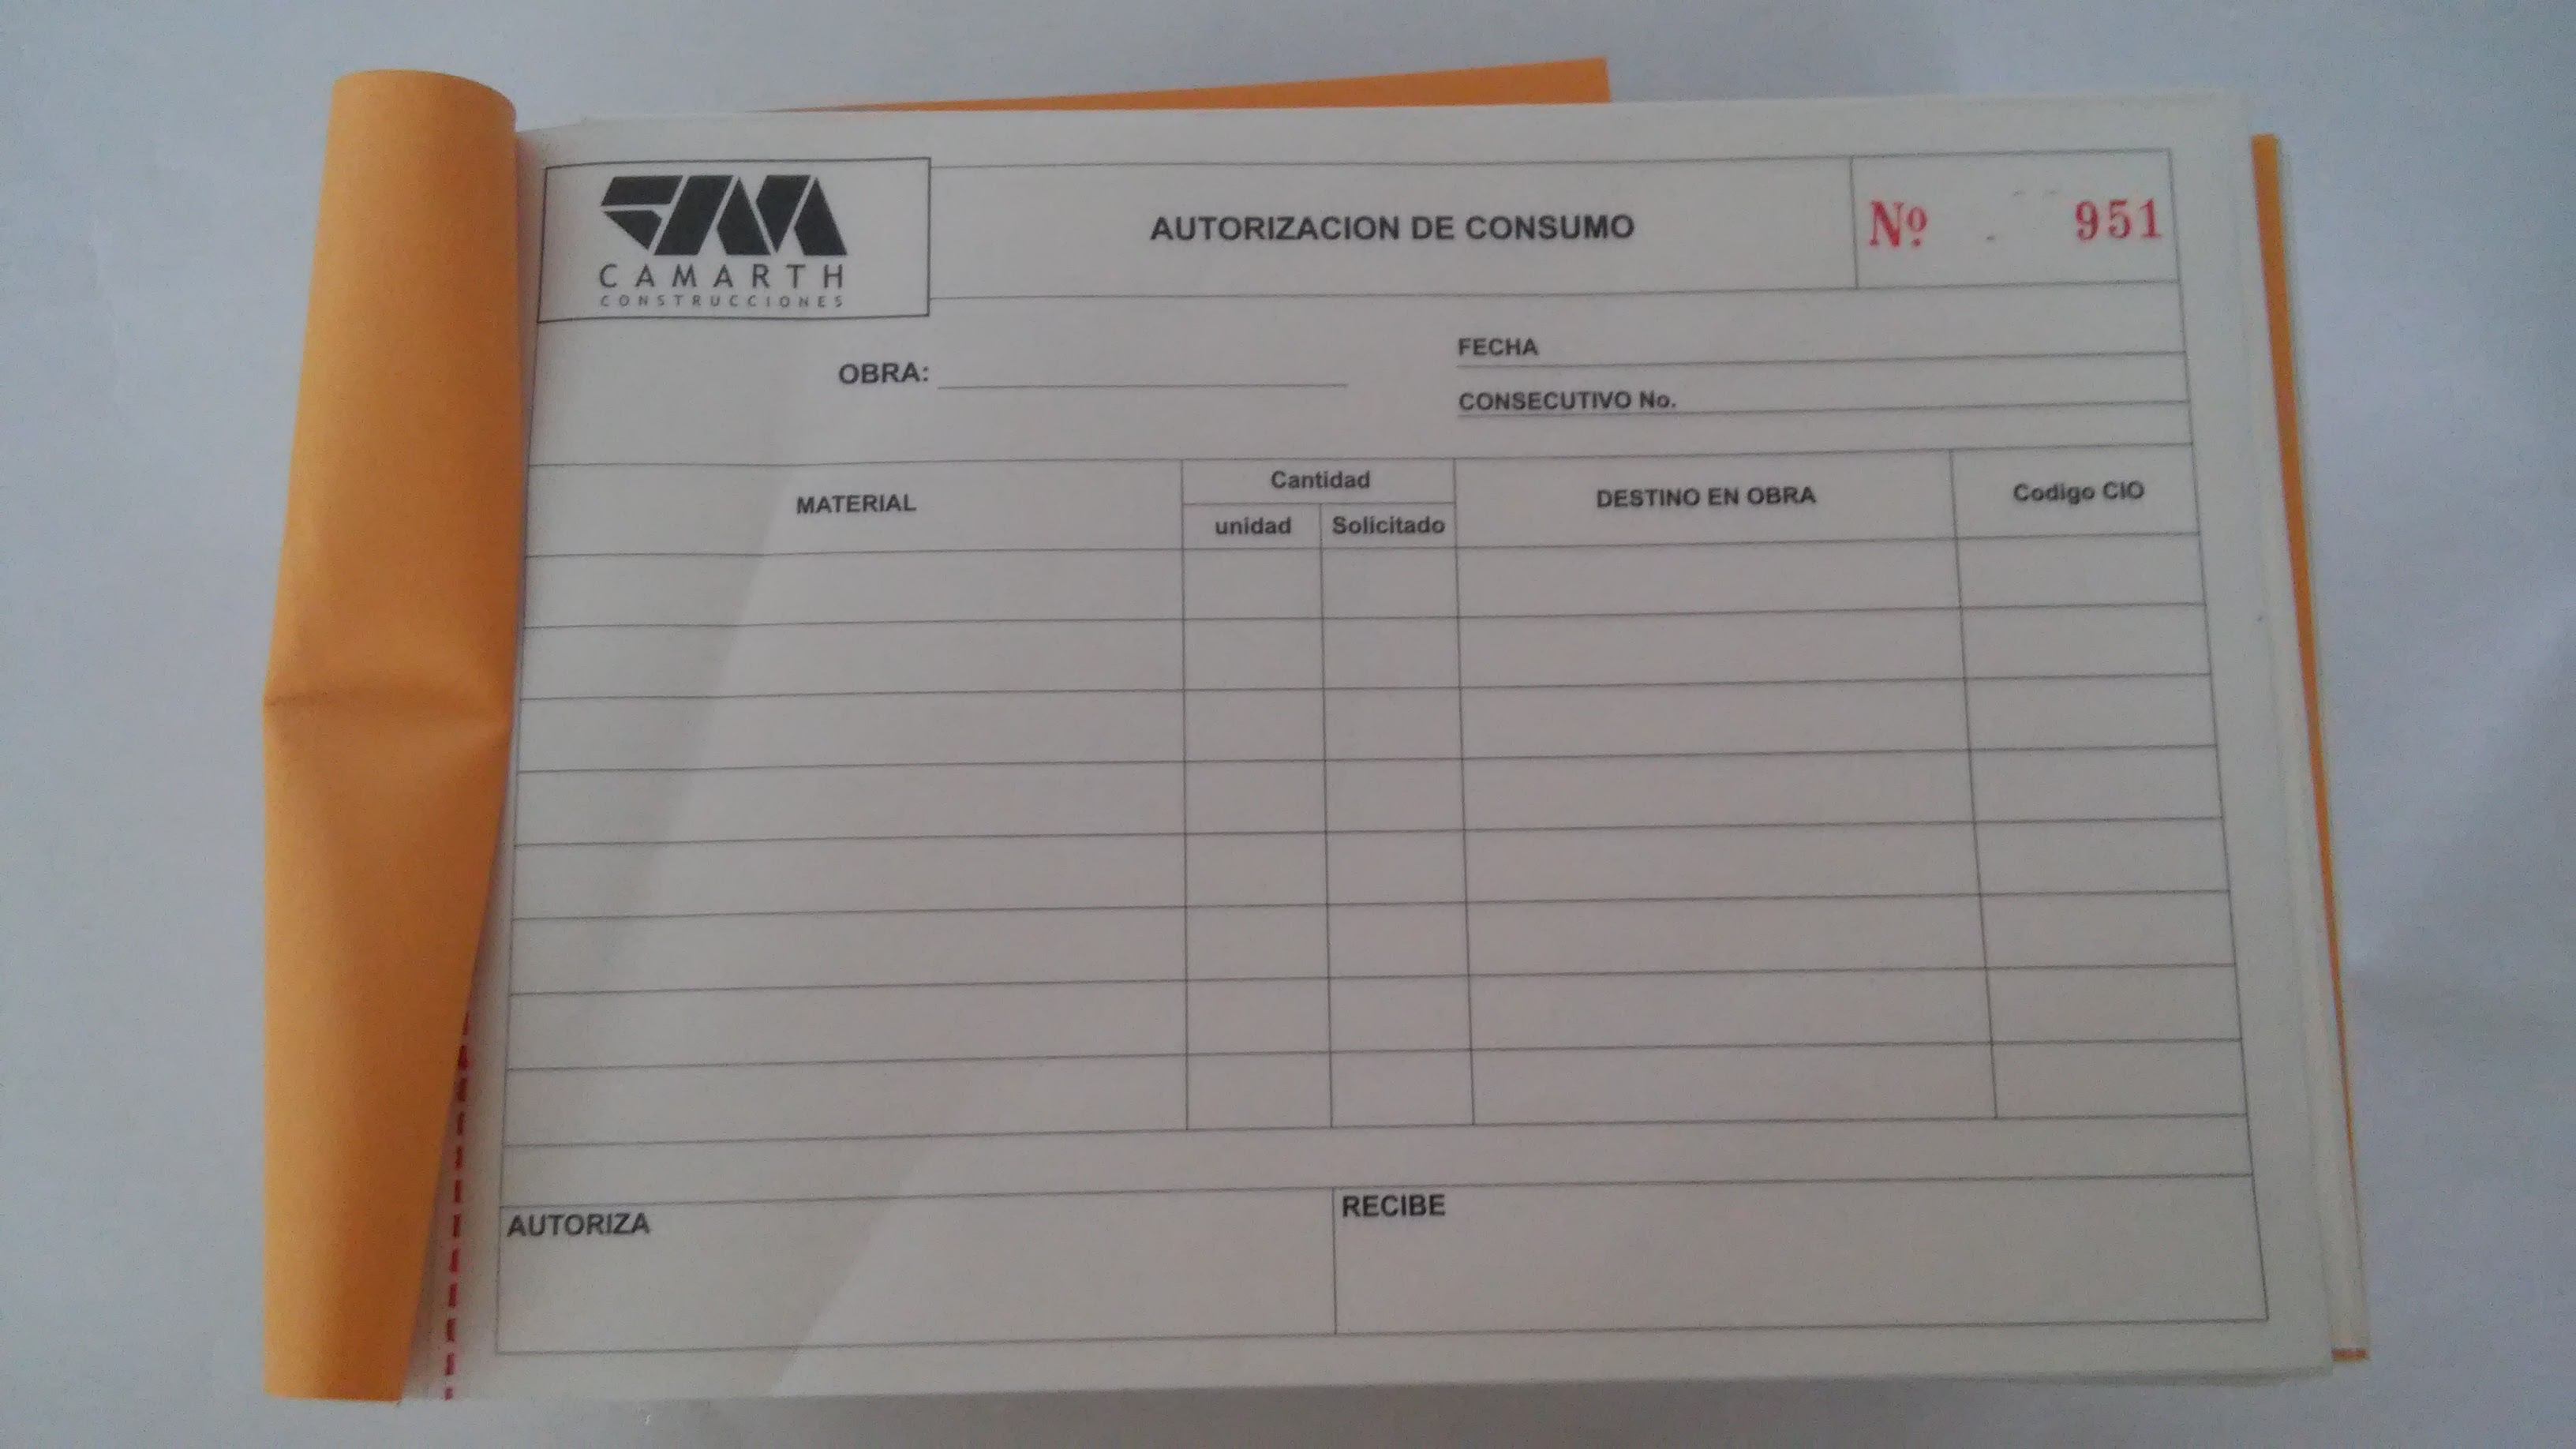 CAMARTH
CONSTRUCCIONES
AUTORIZACION DE CONSUMO
Nº 951
OBRA:
FECHA
CONSECUTIVO No.
MATERIAL
Cantidad
unidad Solicitado
DESTINO EN OBRA
Codigo CIO
AUTORIZA
RECIBE